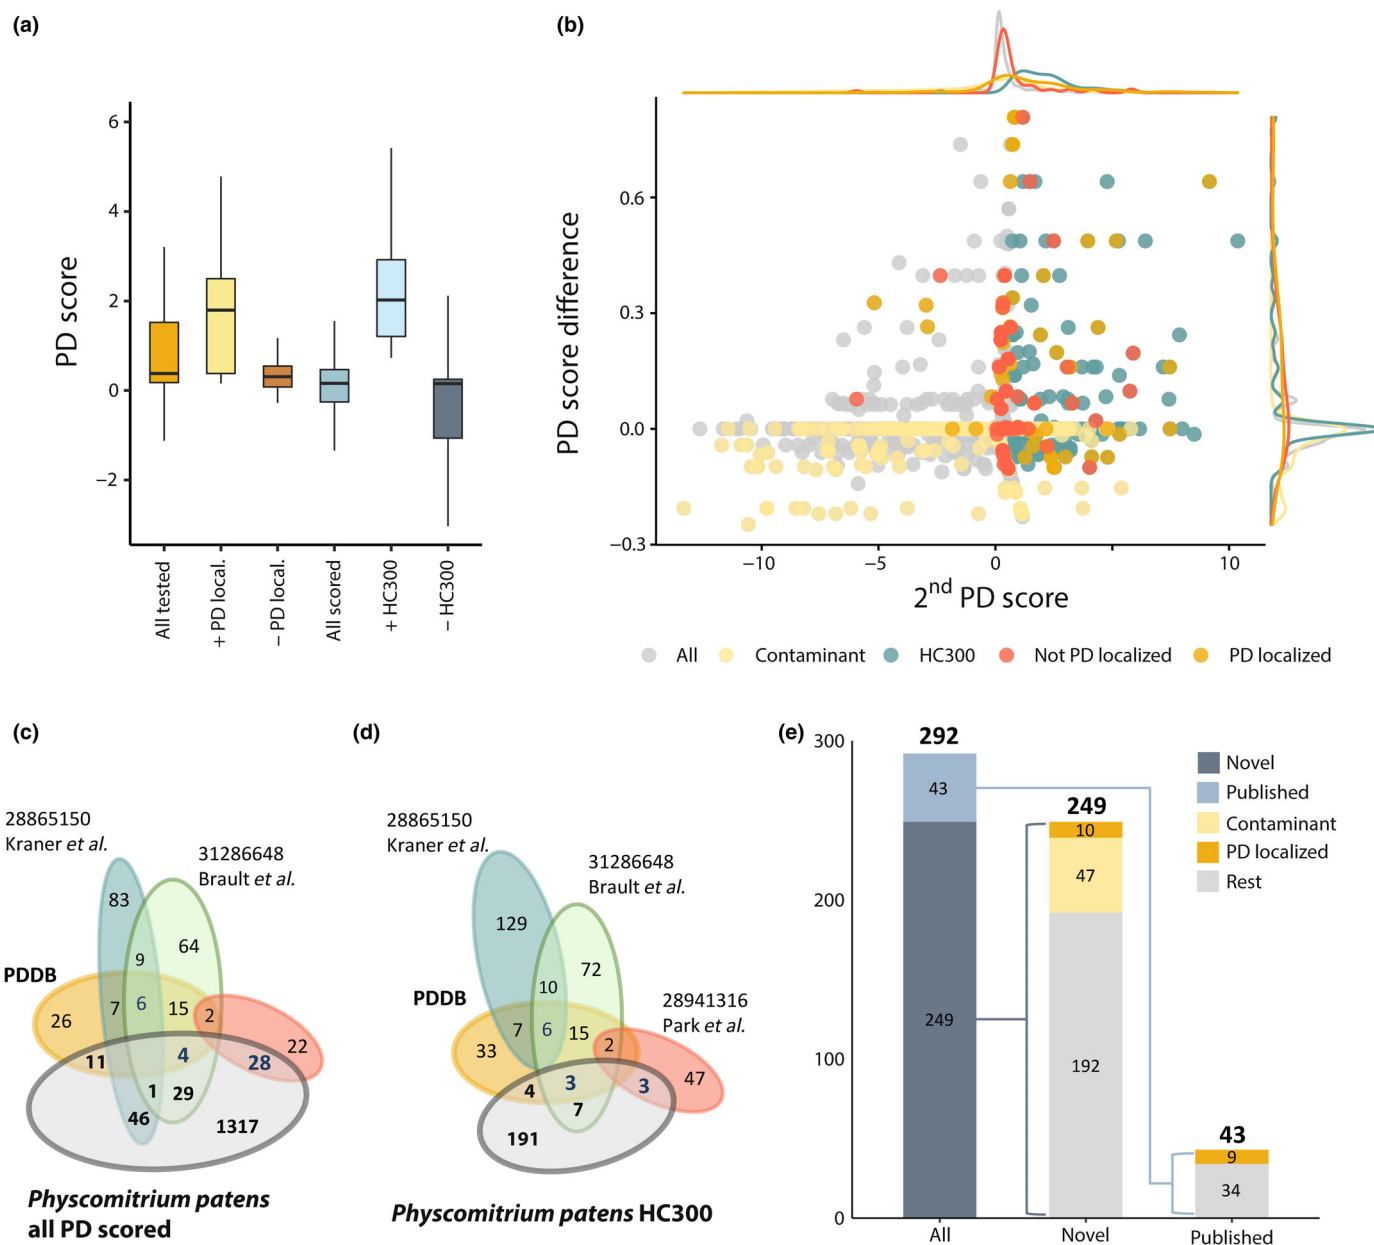 (a)
6
4
2
0
−2
PD score
All tested
+ PD local.
− PD local.
All scored
+ HC300
− HC300
(b)
0.6
0.3
0.0
−0.3
PD score difference
−10
−5
0
10
2nd PD score
All
Contaminant
HC300
Not PD localized
PD localized
(c)
28865150
Kraner et al.
31286648
Brault et al.
PDDB
83
9
64
26
7
6
15
2
22
11
4
28
1
29
46
1317
Physcomitrium patens
all PD scored
(d)
28865150
Kraner et al.
31286648
Brault et al.
28941316
Park et al.
PDDB
129
10
72
33
7
6
15
2
47
4
3
3
7
191
Physcomitrium patens HC300
(e)
300
200
100
0
292
43
249
249
10
47
192
43
9
34
All
Novel
Published
Novel
Published
Contaminant
PD localized
Rest